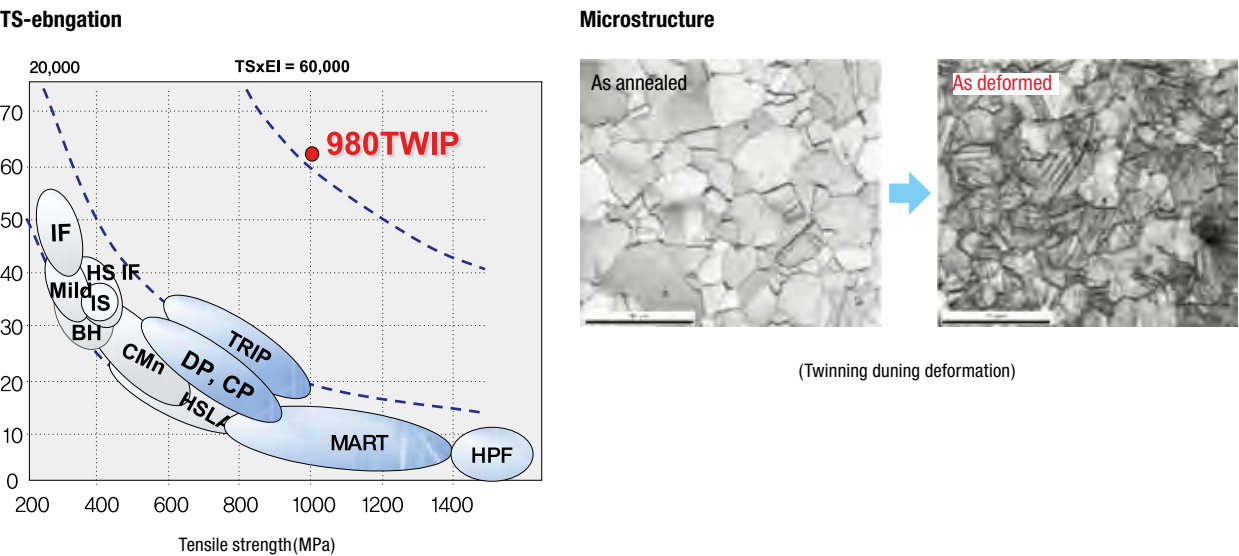 TS-ebngation
20,000
TSxEI = 60,000
70
60
50
40
30
20
10
0
980TWIP
IF
HS IF
Mild
IS
BH
CMn
TRIP
DP, CP
HSLA
MART
HPF
200 400 600 800 1000 1200 1400
Tensile strength(MPa)
Microstructure
As annealed
As deformed
(Twinning duning deformation)